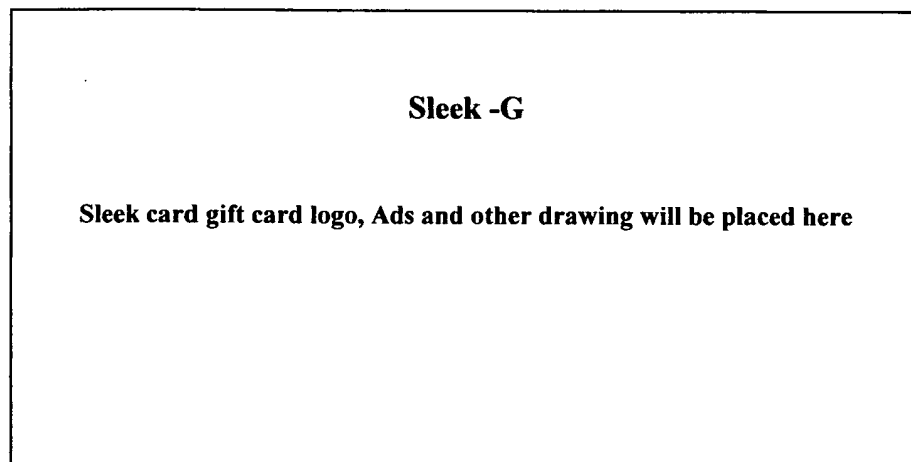 Sleek -G
Sleek card gift card logo, Ads and other drawing will be placed here